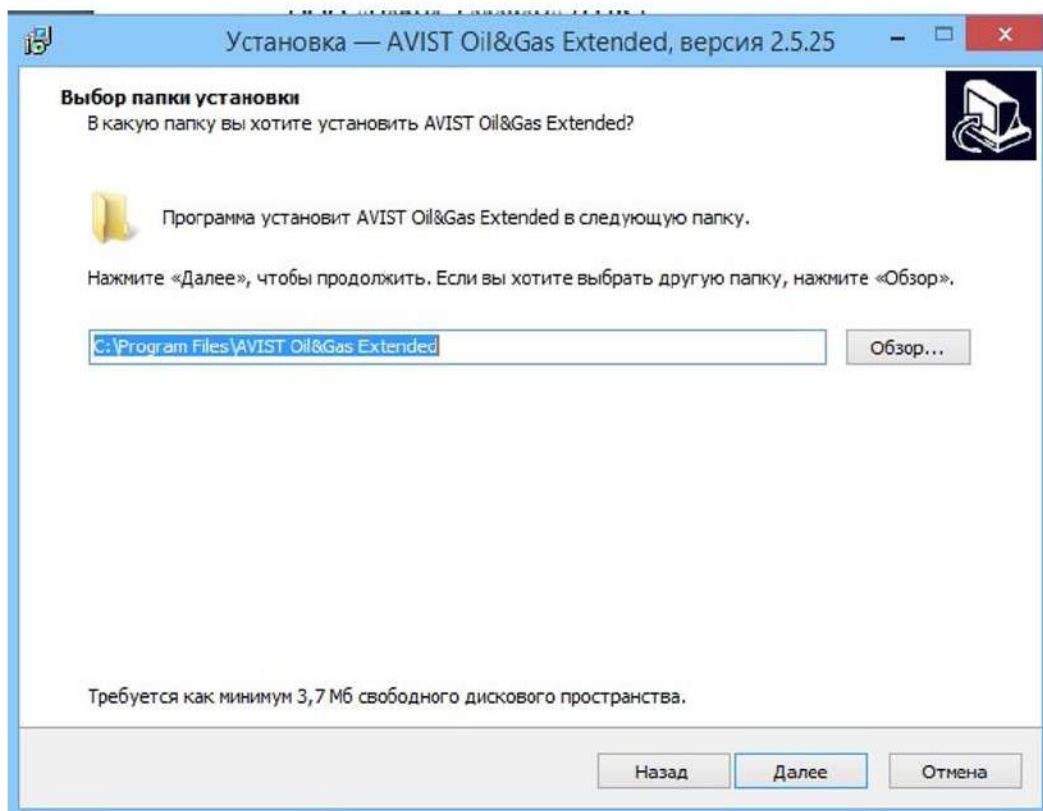 Установка — AVIST Oil&Gas Extended, версия 2.5.25
Выбор папки установки
В какую папку вы хотите установить AVIST Oil&Gas Extended?
Программа установит AVIST Oil&Gas Extended в следующую папку.
Нажмите «Далее», чтобы продолжить. Если вы хотите выбрать другую папку, нажмите «Обзор».
C:\Program Files\AVIST Oil&Gas Extended
Обзор...
Требуется как минимум 3,7 Мб свободного дискового пространства.
Назад
Далее
Отмена